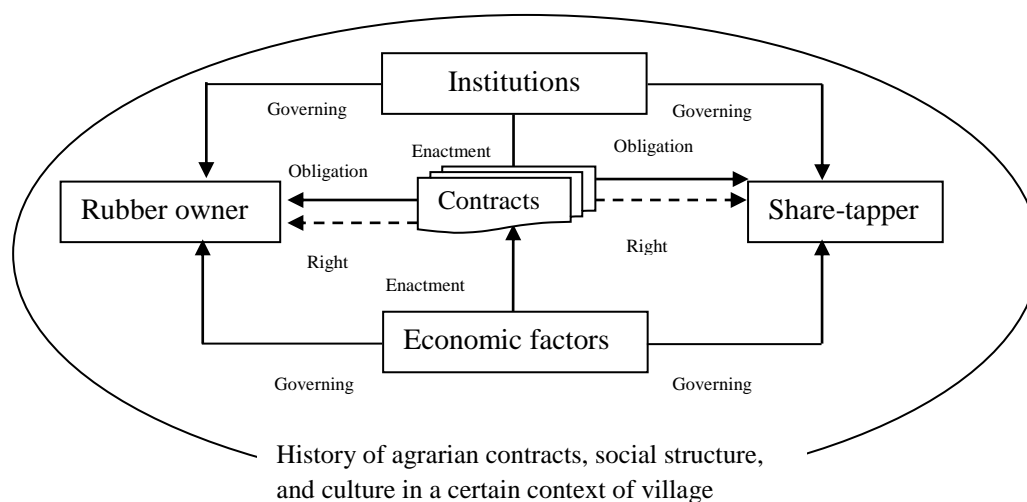 Institutions
Governing
Governing
Enactment
Obligation
Obligation
Rubber owner
Contracts
Share-tapper
Right
Right
Enactment
Economic factors
Governing
Governing
History of agrarian contracts, social structure,
and culture in a certain context of village